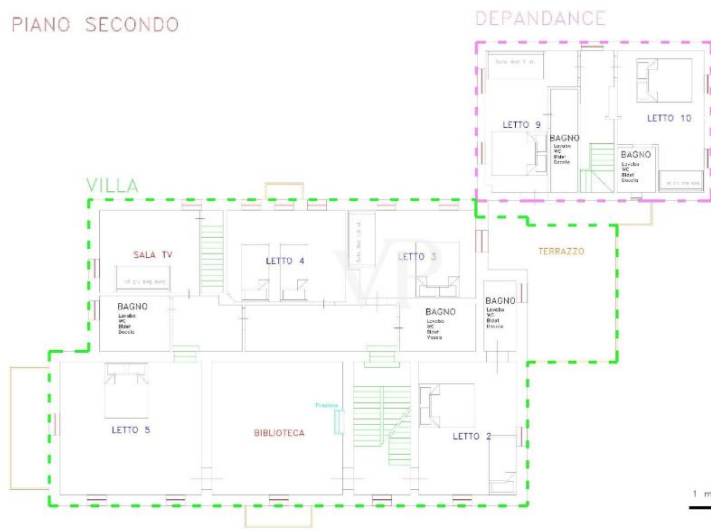 PIANO SECONDO
DEPANDANCE
LETTO 9
LETTO 10
BAGNO
Lavabo
WC
Bidet
Doccia
BAGNO
Lavabo
WC
Bidet
Doccia
VILLA
SALA TV
LETTO 4
LETTO 3
TERRAZZO
VP
BAGNO
Lavabo
WC
Bidet
Doccia
BAGNO
Lavabo
WC
Bidet
Vasca
BAGNO
Lavabo
WC
Bidet
Doccia
LETTO 5
BIBLIOTECA
LETTO 2
1 m